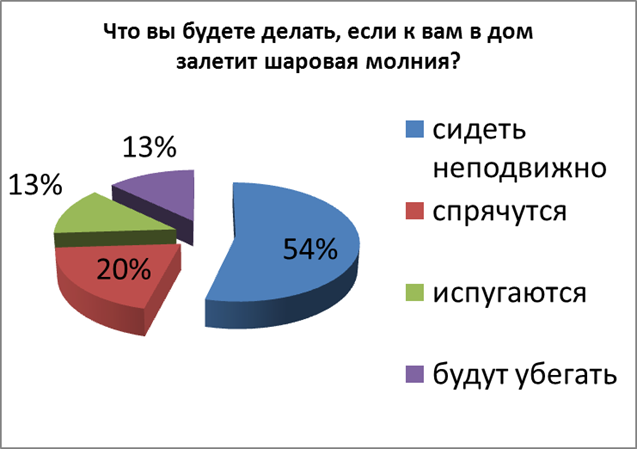 Что вы будете делать, если к вам в дом
залетит шаровая молния?
13%
13%
54%
20%
сидеть
неподвижно
спрячутся
испугаются
будут убегать